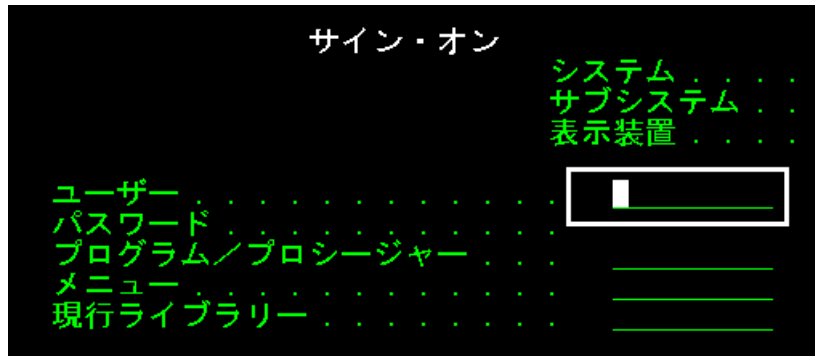 サイン・オン
システム . . . .
サブシステム . .
表示装置 . . . .
ユーザー . . . . . . . . . . . .
パスワード . . . . . . . . . . .
プログラム／プロシージャー . . .
メニュー . . . . . . . . . . . .
現行ライブラリー . . . . . . . .